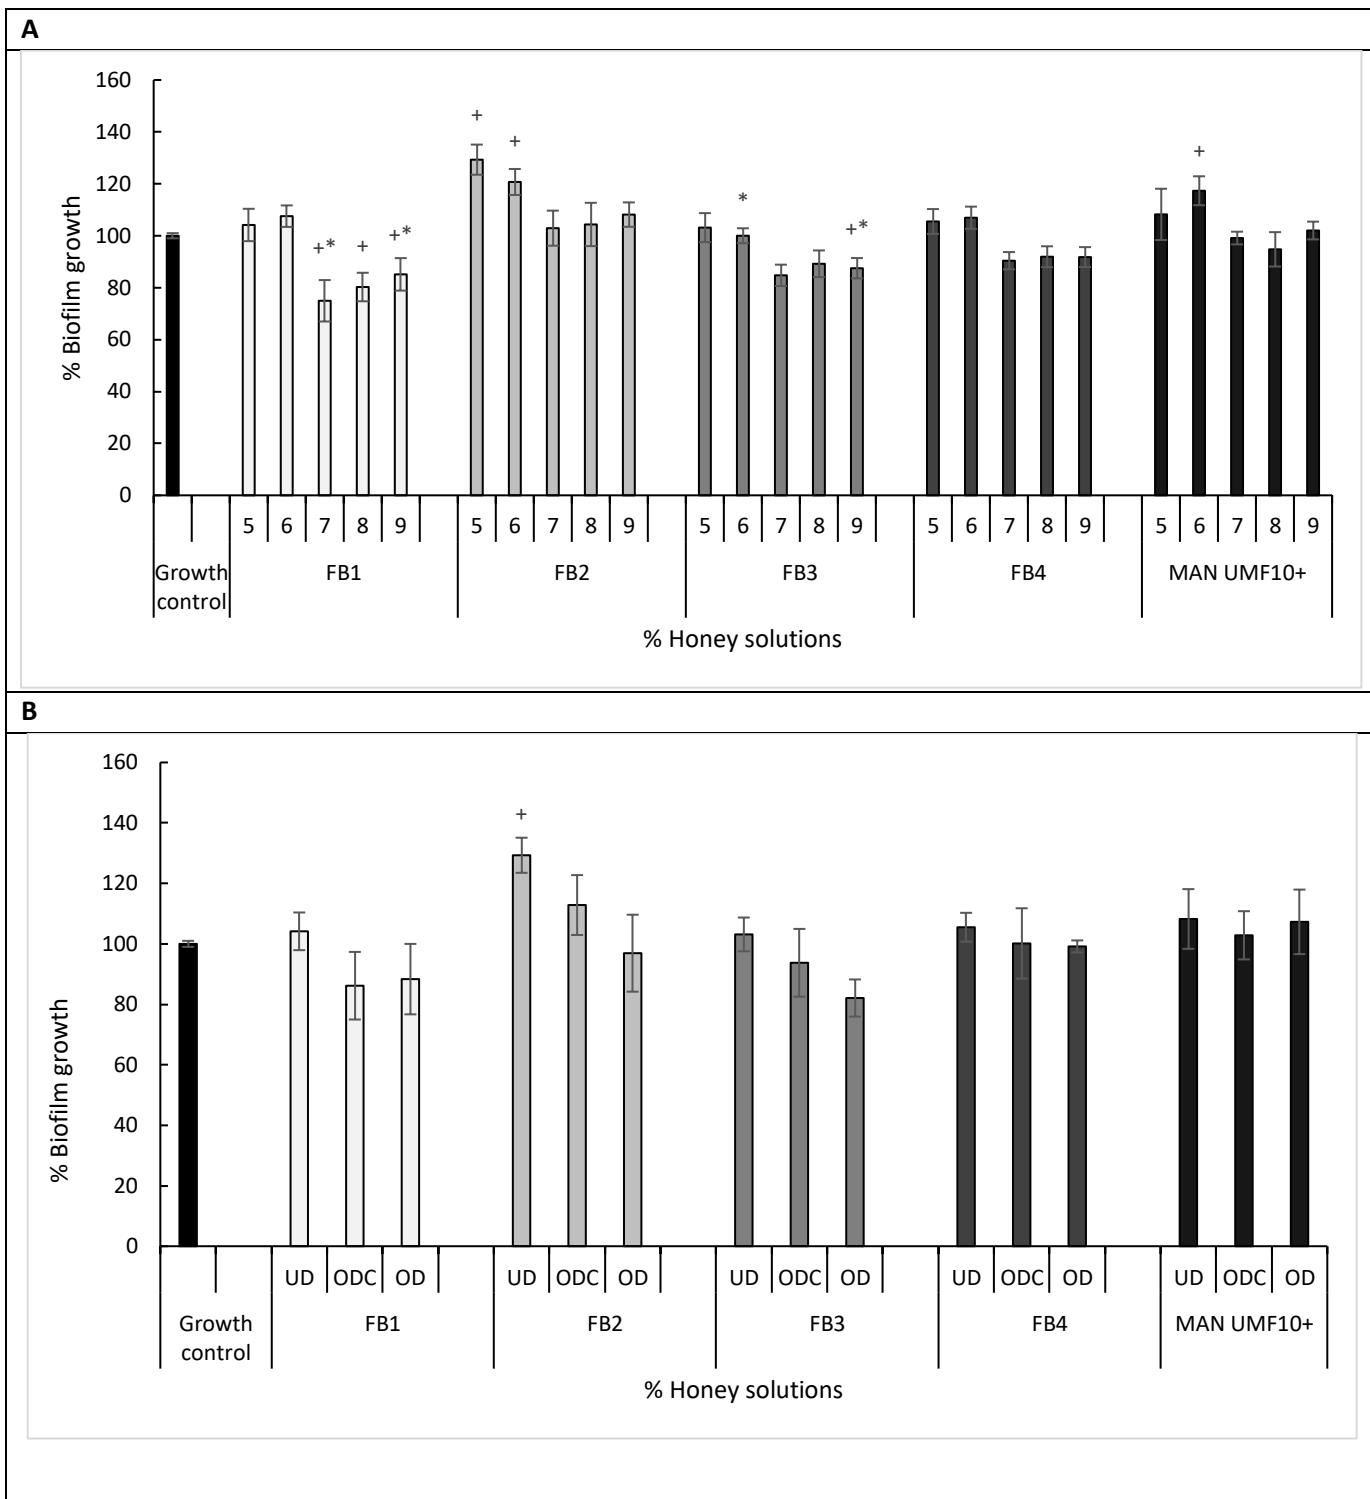 A
160
140
120
100
80
60
40
20
0
% Biofilm growth
+
+
+
+* + +*
*
+*
5 6 7 8 9 5 6 7 8 9 5 6 7 8 9 5 6 7 8 9 5 6 7 8 9
Growth control FB1 FB2 FB3 FB4 MAN UMF10+
% Honey solutions
B
160
140
120
100
80
60
40
20
0
% Biofilm growth
+
UD ODC OD UD ODC OD UD ODC OD UD ODC OD UD ODC OD
Growth control FB1 FB2 FB3 FB4 MAN UMF10+
% Honey solutions